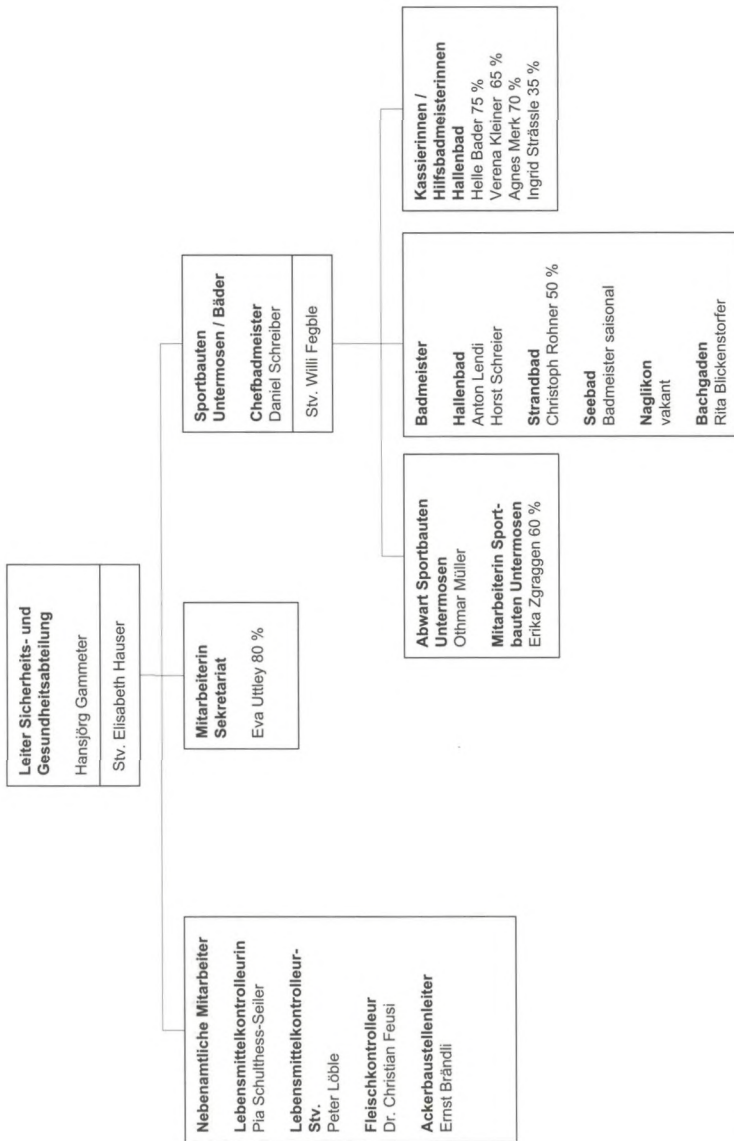 Leiter Sicherheits- und
Gesundheitsabteilung
Hansjörg Gammeter
Stv. Elisabeth Hauser
Nebenamtliche Mitarbeiter
Lebensmittelkontrolleurin
Pia Schulthess-Seiler
Lebensmittelkontrolleur-
Stv.
Peter Löble
Fleischkontrolleur
Dr. Christian Feusi
Ackerbaustellenleiter
Ernst Brändli
Mitarbeiterin
Sekretariat
Eva Uttley 80 %
Sportbauten
Untermosen / Bäder
Chefbadmeister
Daniel Schreiber
Stv. Willi Fegble
Abwart Sportbauten
Untermosen
Othmar Müller
Mitarbeiterin Sport-
bauten Untermosen
Erika Zgraggen 60 %
Badmeister
Hallenbad
Anton Lendi
Horst Schreier
Strandbad
Christoph Rohner 50 %
Seebad
Badmeister saisonal
Naglikon
vakant
Bachgaden
Rita Blickenstorfer
Kassierinnen /
Hilfsbadmeisterinnen
Hallenbad
Helle Bader 75 %
Verena Kleiner 65 %
Agnes Merk 70 %
Ingrid Strässle 35 %